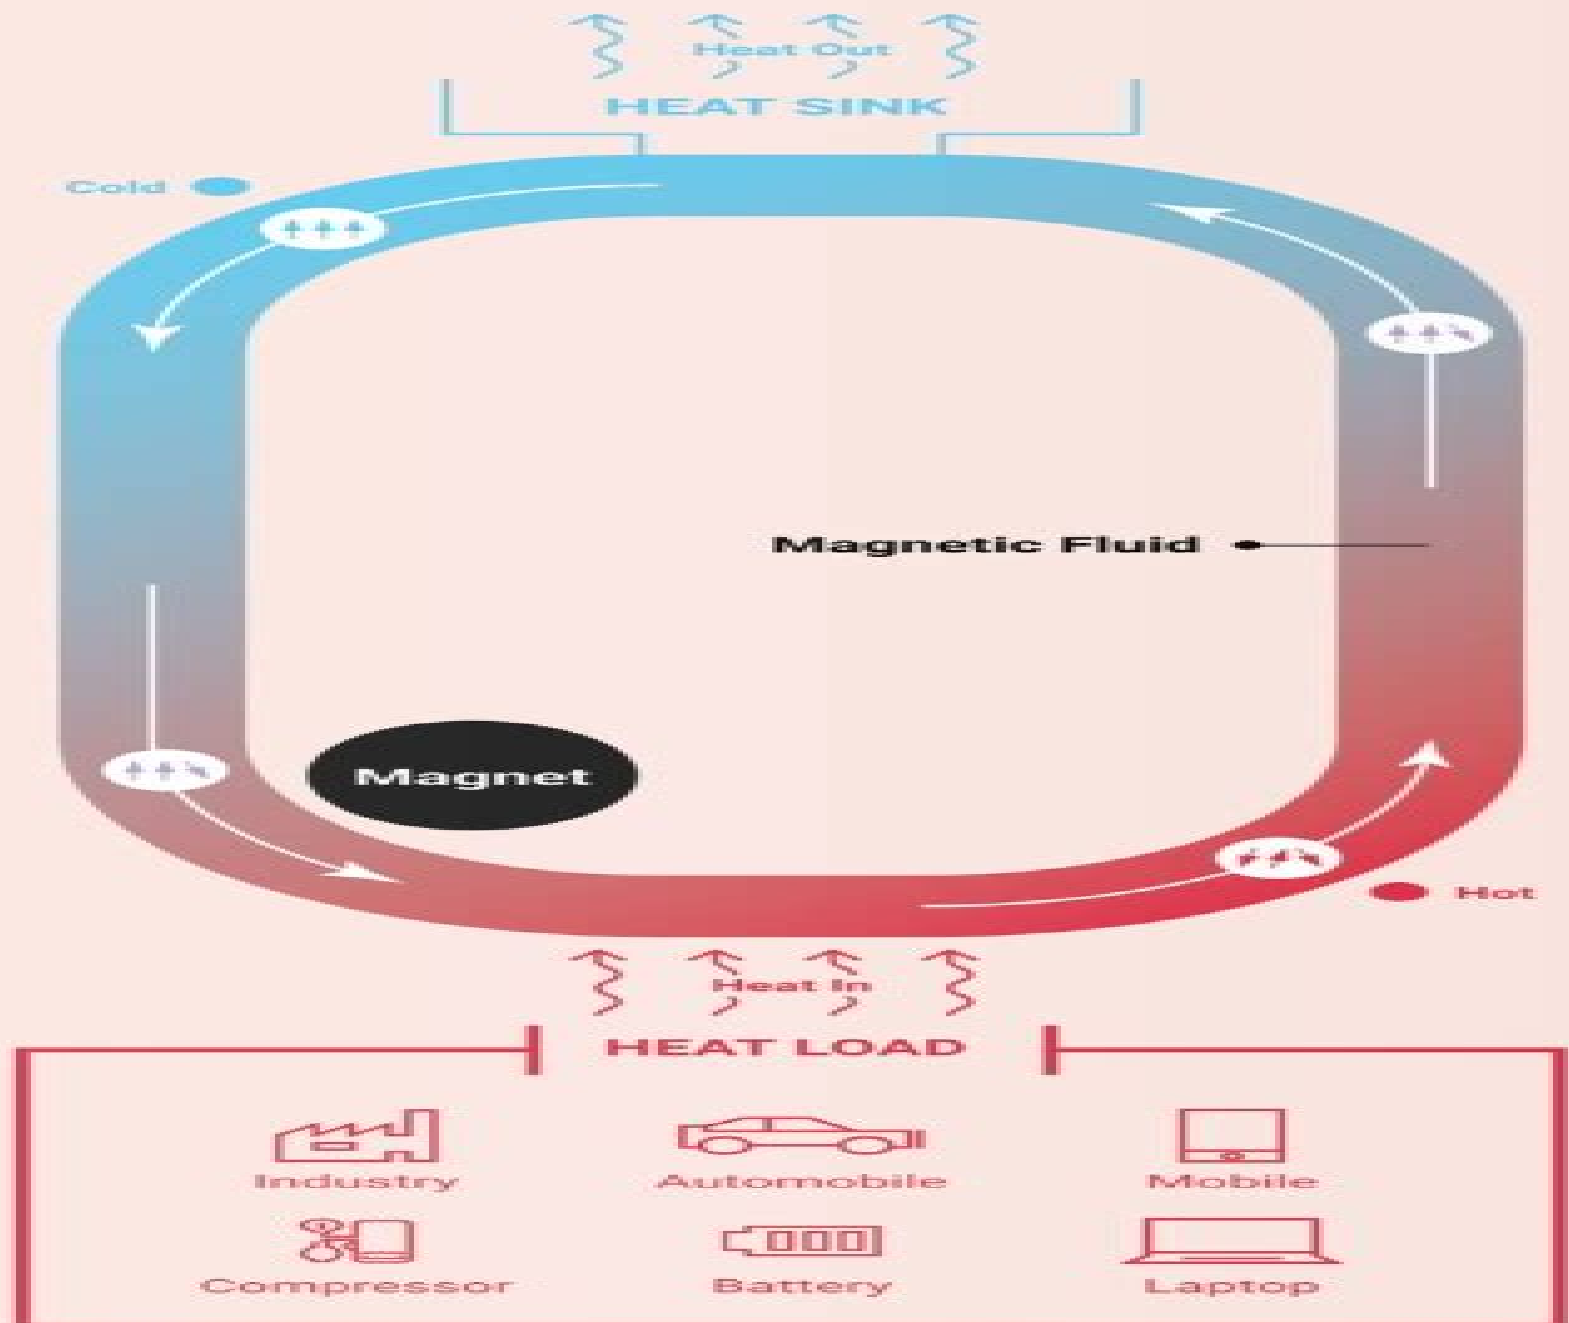 Heat Out
HEAT SINK
Cold
Magnetic Fluid
Magnet
Hot
Heat In
HEAT LOAD
Industry
Automobile
Mobile
Compressor
Battery
Laptop